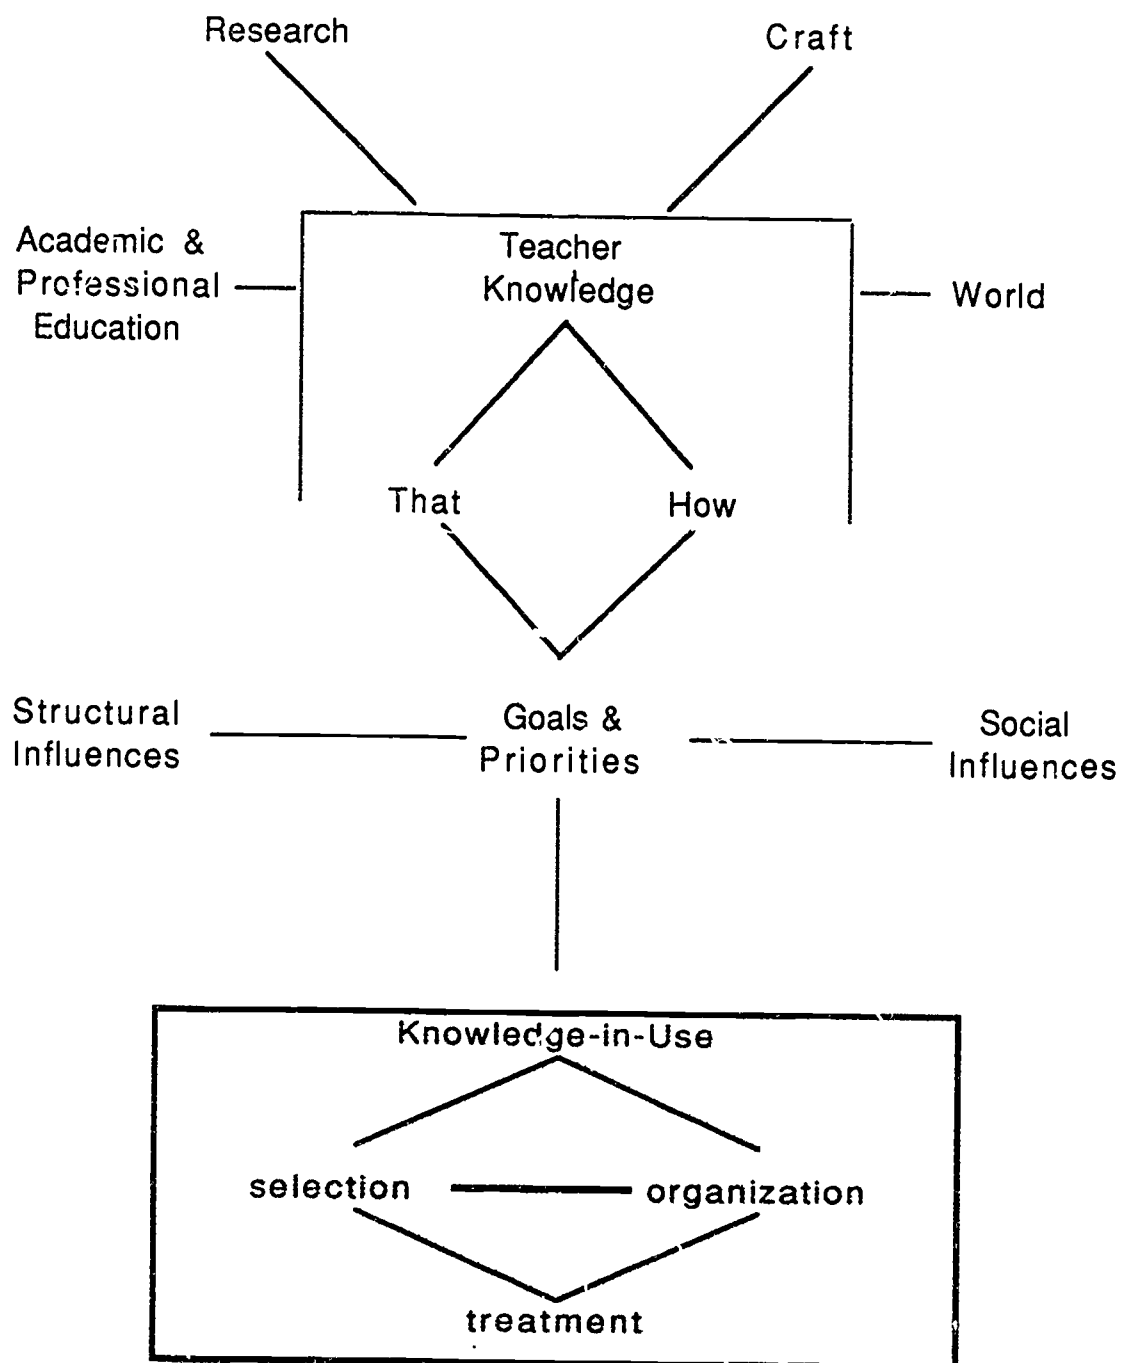 Research
Craft
Academic &
Professional
Education
Teacher
Knowledge
World
That
How
Structural
Influences
Goals &
Priorities
Social
Influences
Knowledge-in-Use
selection
organization
treatment